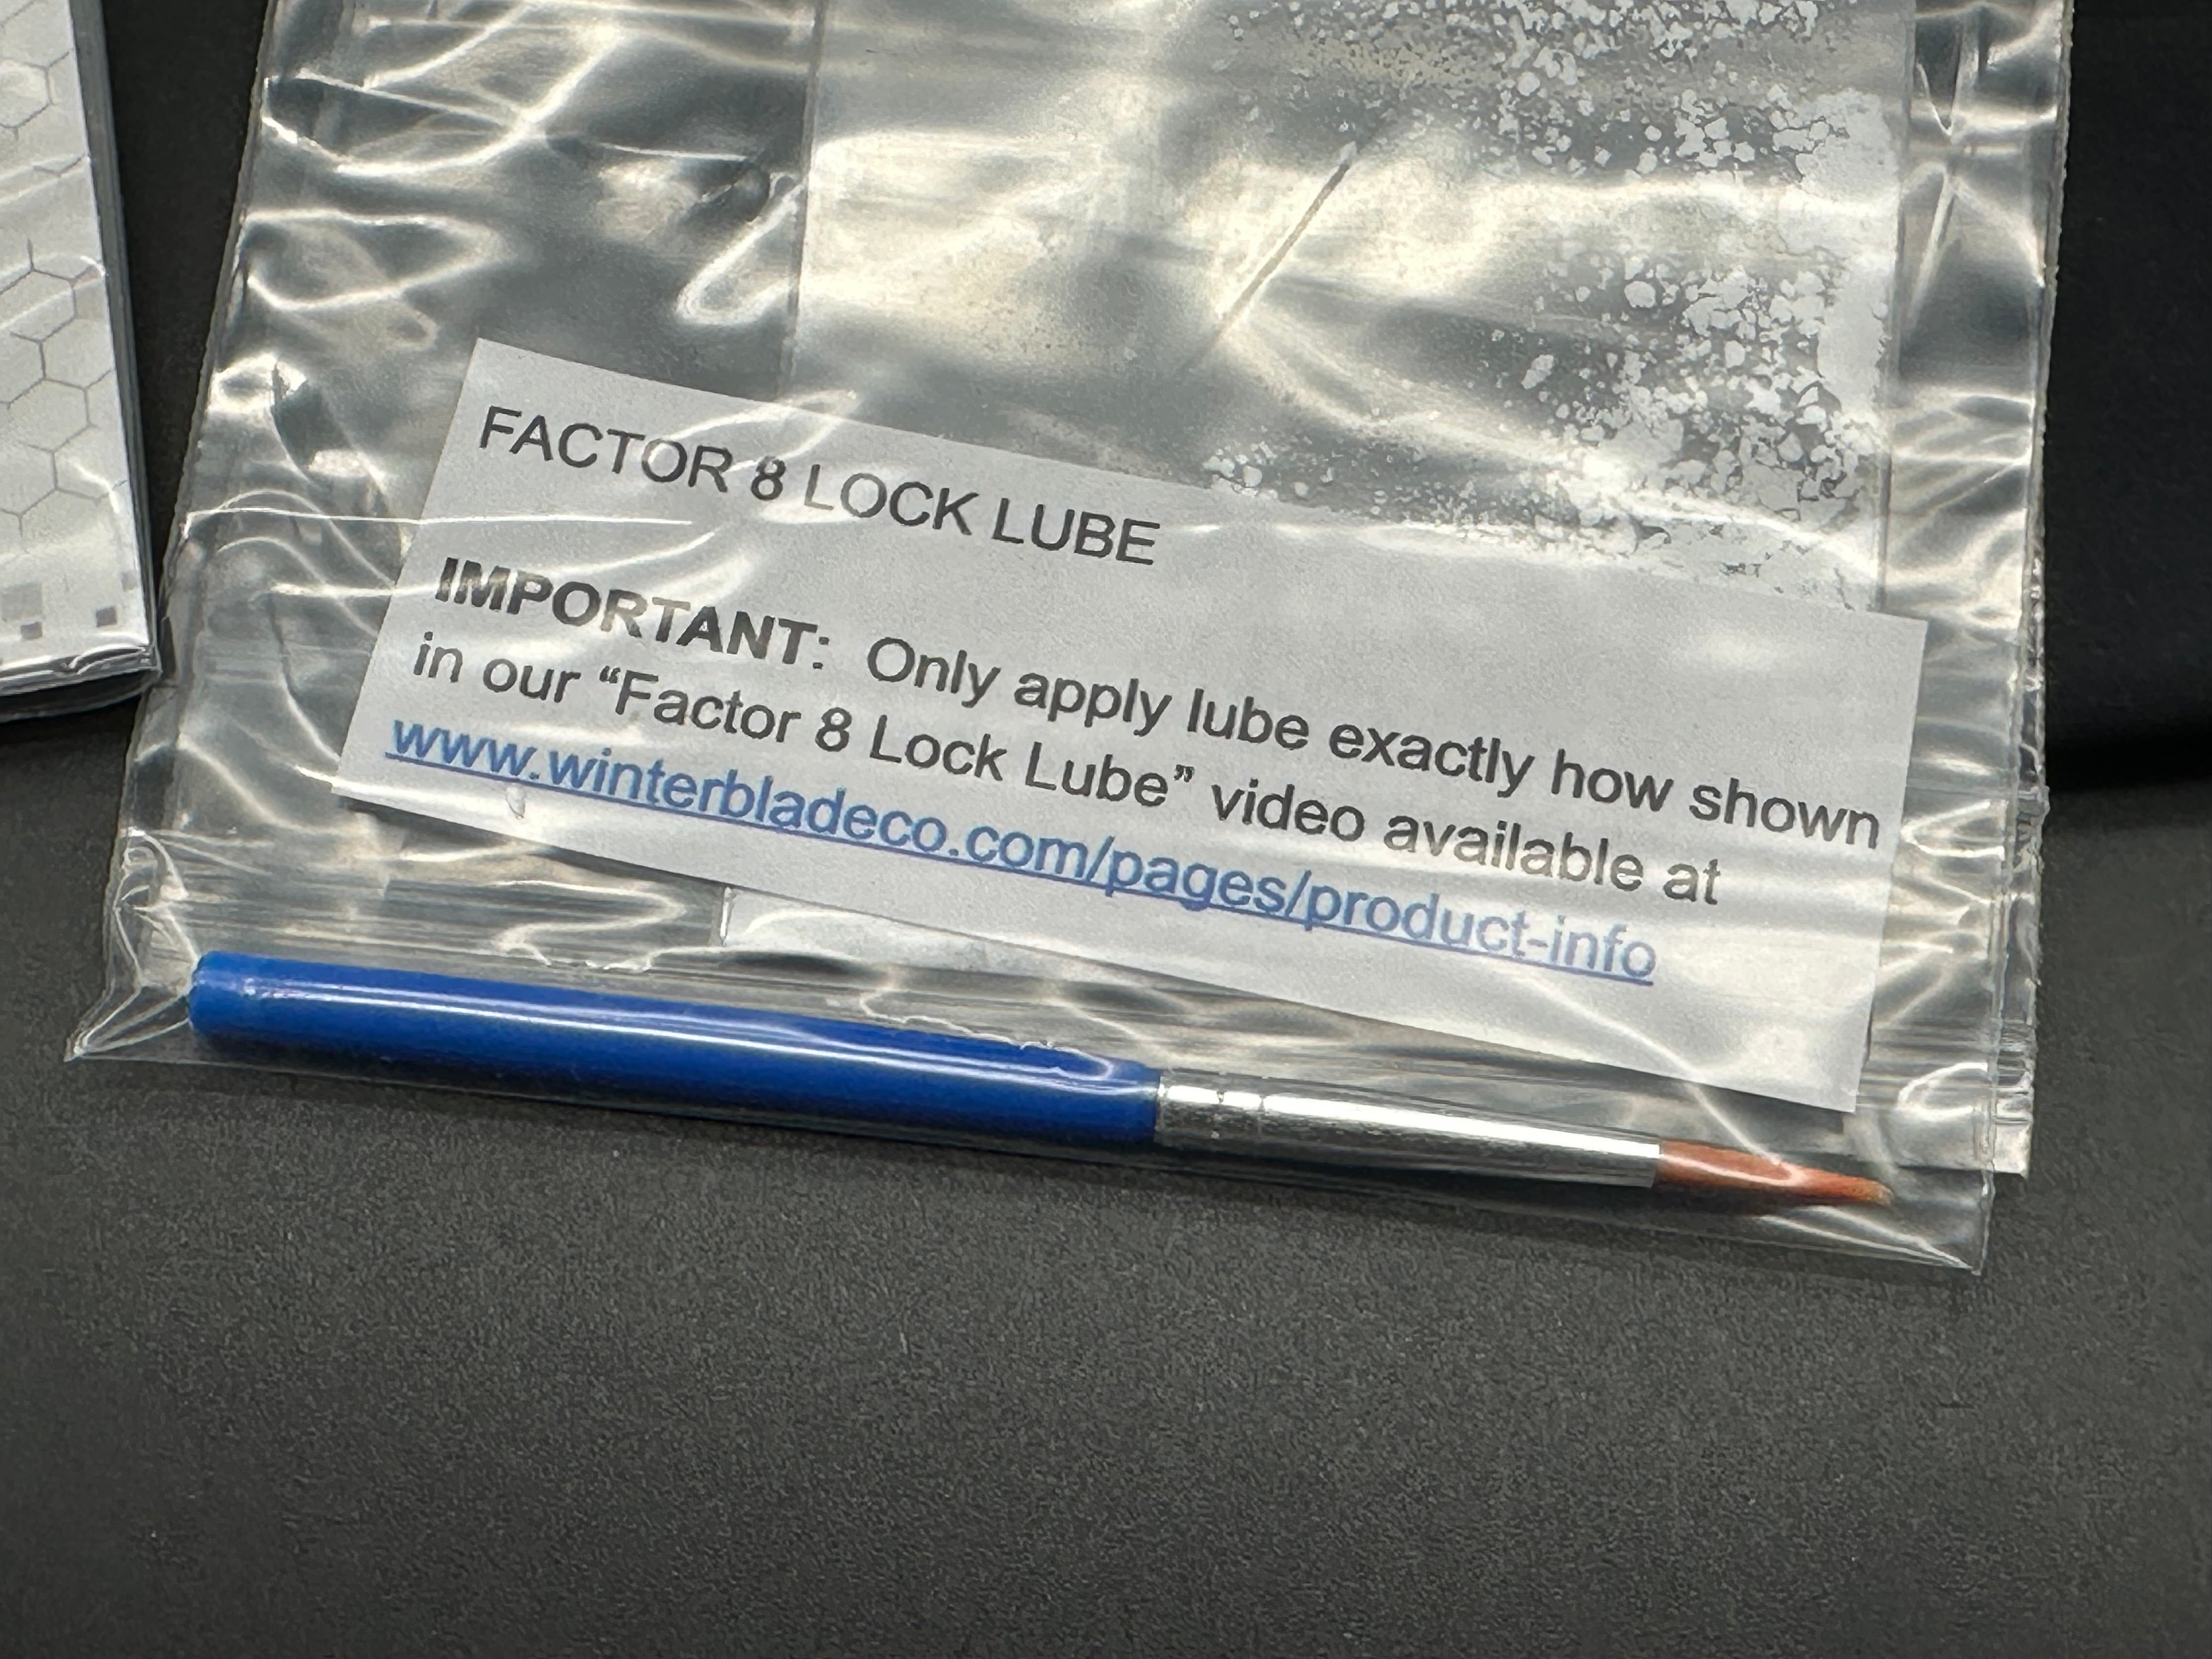 FACTOR 8 LOCK LUBE
IMPORTANT:  Only apply lube exactly how shown
in our “Factor 8 Lock Lube” video available at
www.winterbladeco.com/pages/product-info